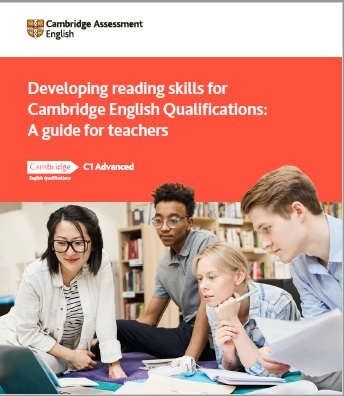 Cambridge Assessment
English
Developing reading skills for
Cambridge English Qualifications:
A guide for teachers
Cambridge
English Qualifications
C1 Advanced